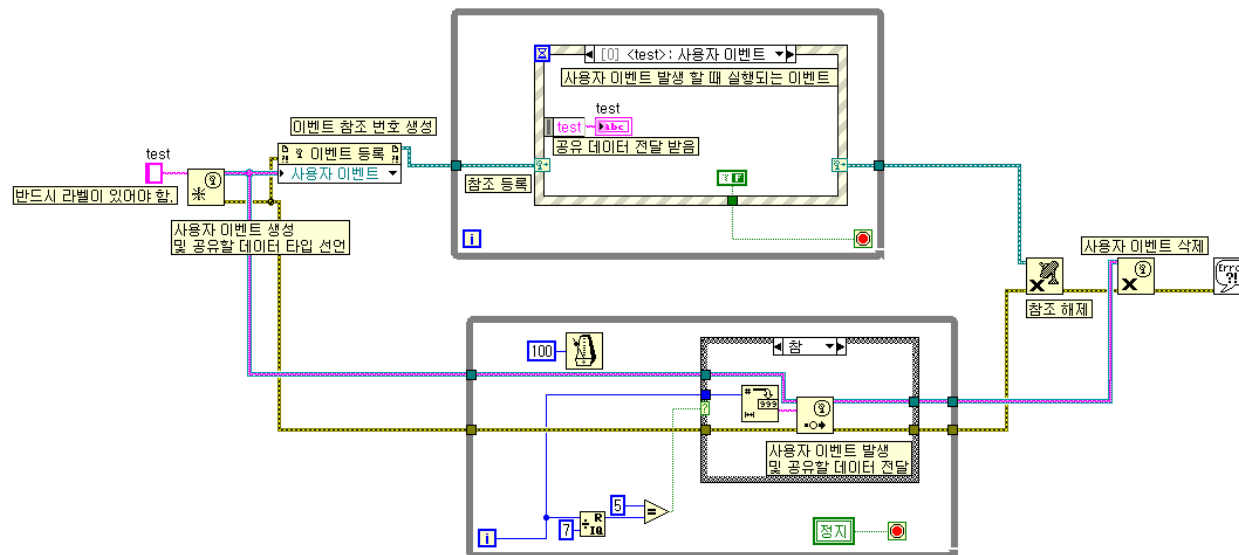 [0] <test>: 사용자 이벤트
사용자 이벤트 발생 할 때 실행되는 이벤트
test
test
Abc
공유 데이터 전달 받음
이벤트 참조 번호 생성
이벤트 등록
사용자 이벤트
참조 등록
test
반드시 라벨이 있어야 함.
사용자 이벤트 생성
및 공유할 데이터 타입 선언
T F
i
사용자 이벤트 삭제
Erro
?!
참조 해제
100
참
#
999
?
사용자 이벤트 발생
및 공유할 데이터 전달
5
=
7
÷ R
IQ
i
정지